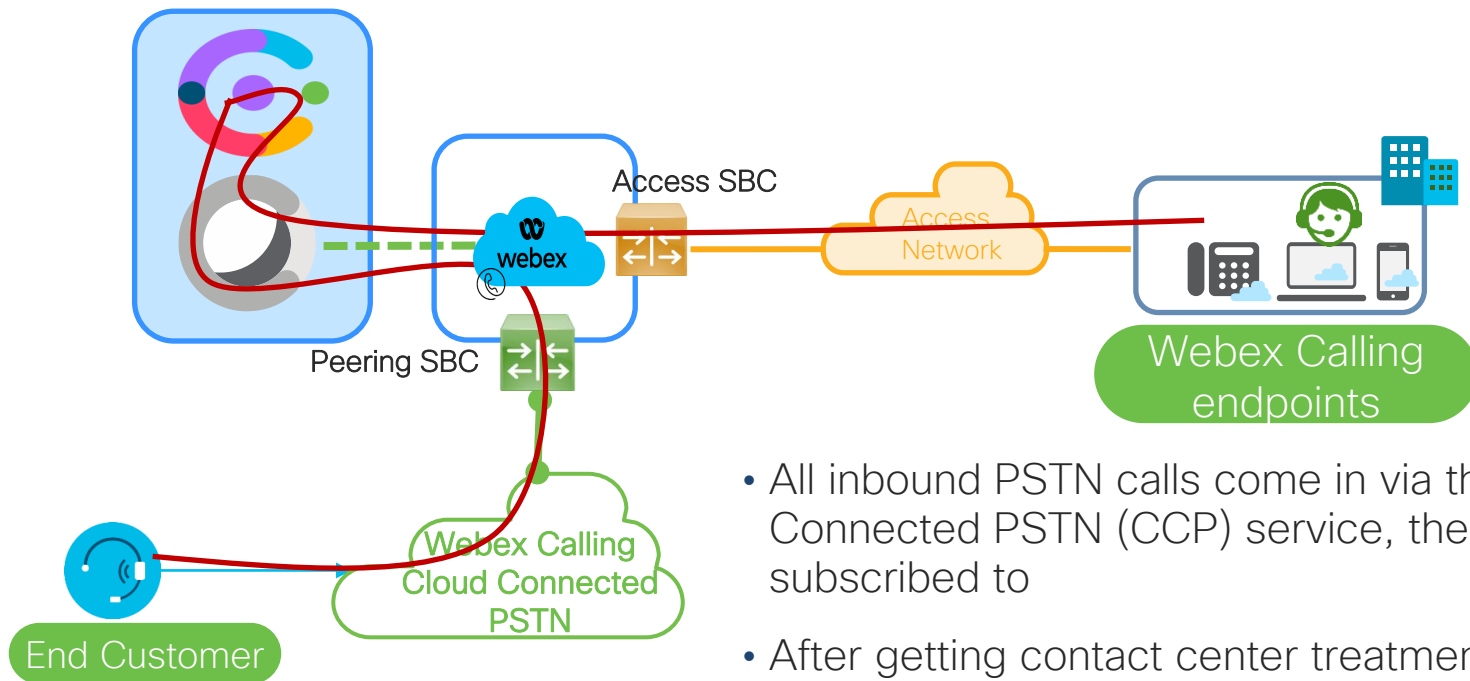 Access SBC
Access
Network
webex
Peering SBC
Webex Calling
endpoints
Webex Calling
Cloud Connected
PSTN
End Customer
• All inbound PSTN calls come in via th
Connected PSTN (CCP) service, the
subscribed to
• After getting contact center treatmen